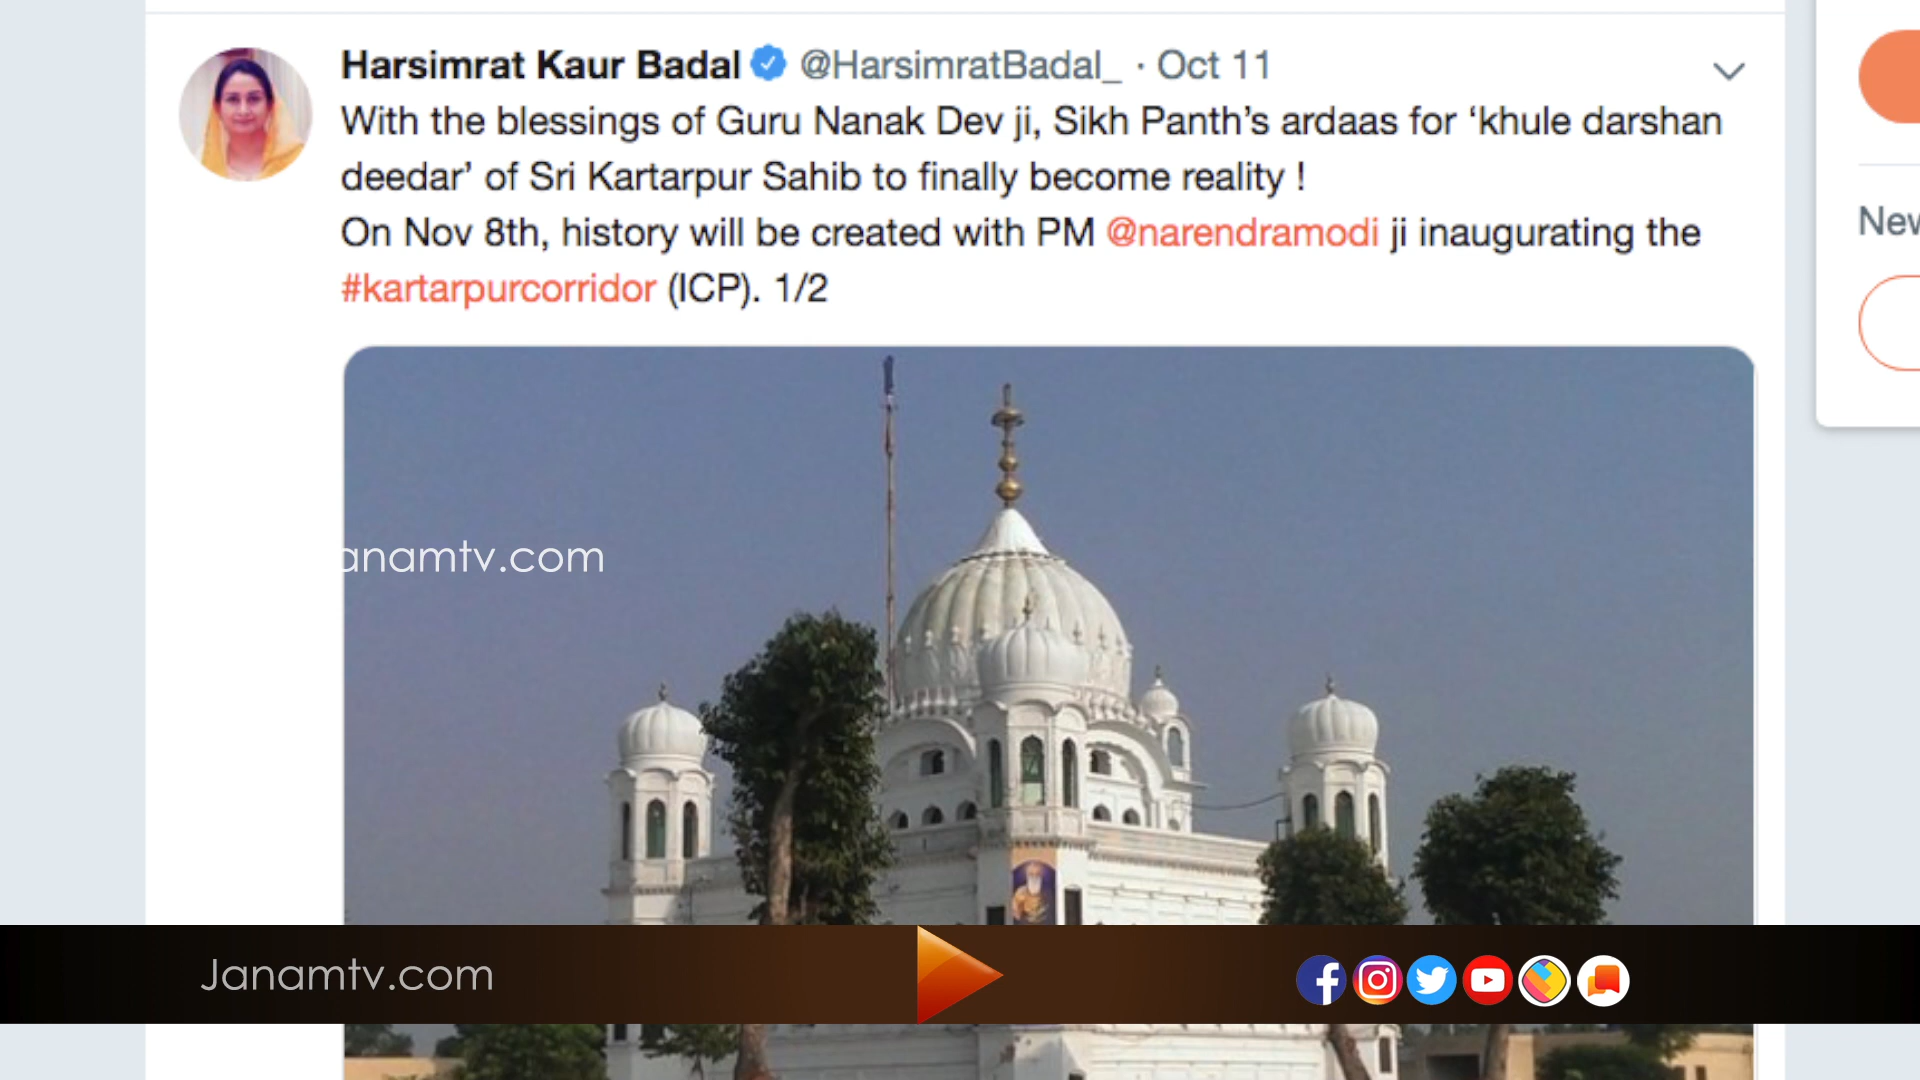 Harsimrat Kaur Badal @HarsimratBadal_ · Oct 11
With the blessings of Guru Nanak Dev ji, Sikh Panth's ardaas for ‘khule darshan
deedar’ of Sri Kartarpur Sahib to finally become reality !
On Nov 8th, history will be created with PM @narendramodi ji inaugurating the
#kartarpurcorridor (ICP). 1/2
New
anamtv.com
Janamtv.com